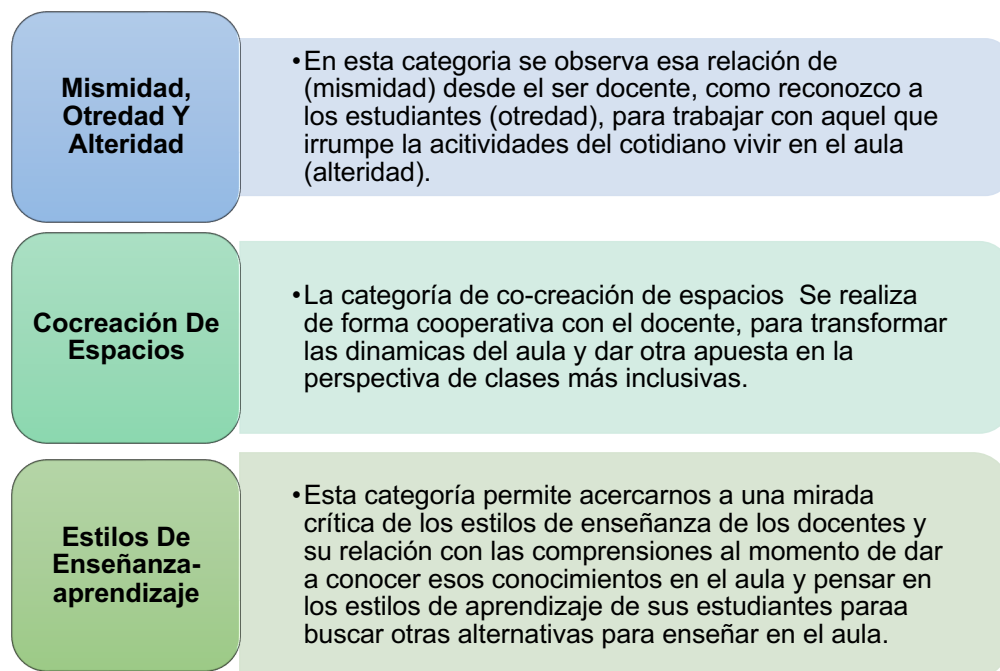 Mismidad,
Otredad Y
Alteridad
•En esta categoria se observa esa relación de
(mismidad) desde el ser docente, como reconozco a
los estudiantes (otredad), para trabajar con aquel que
irrumpe la acitividades del cotidiano vivir en el aula
(alteridad).
Cocreación De
Espacios
•La categoría de co-creación de espacios  Se realiza
de forma cooperativa con el docente, para transformar
las dinamicas del aula y dar otra apuesta en la
perspectiva de clases más inclusivas.
Estilos De
Enseñanza-
aprendizaje
•Esta categoría permite acercarnos a una mirada
crítica de los estilos de enseñanza de los docentes y
su relación con las comprensiones al momento de dar
a conocer esos conocimientos en el aula y pensar en
los estilos de aprendizaje de sus estudiantes paraa
buscar otras alternativas para enseñar en el aula.